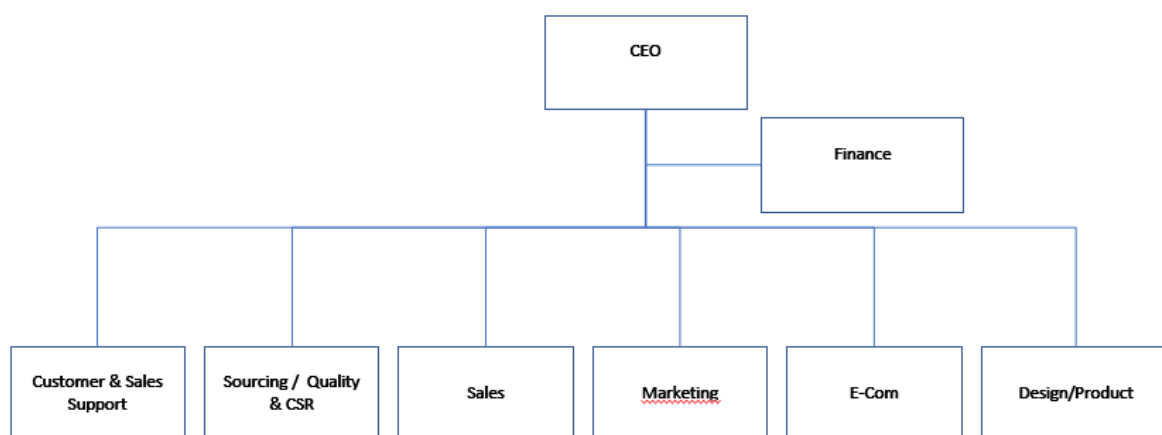 CEO
Finance
Customer & Sales
Support
Sourcing / Quality
& CSR
Sales
Marketing
E-Com
Design/Product